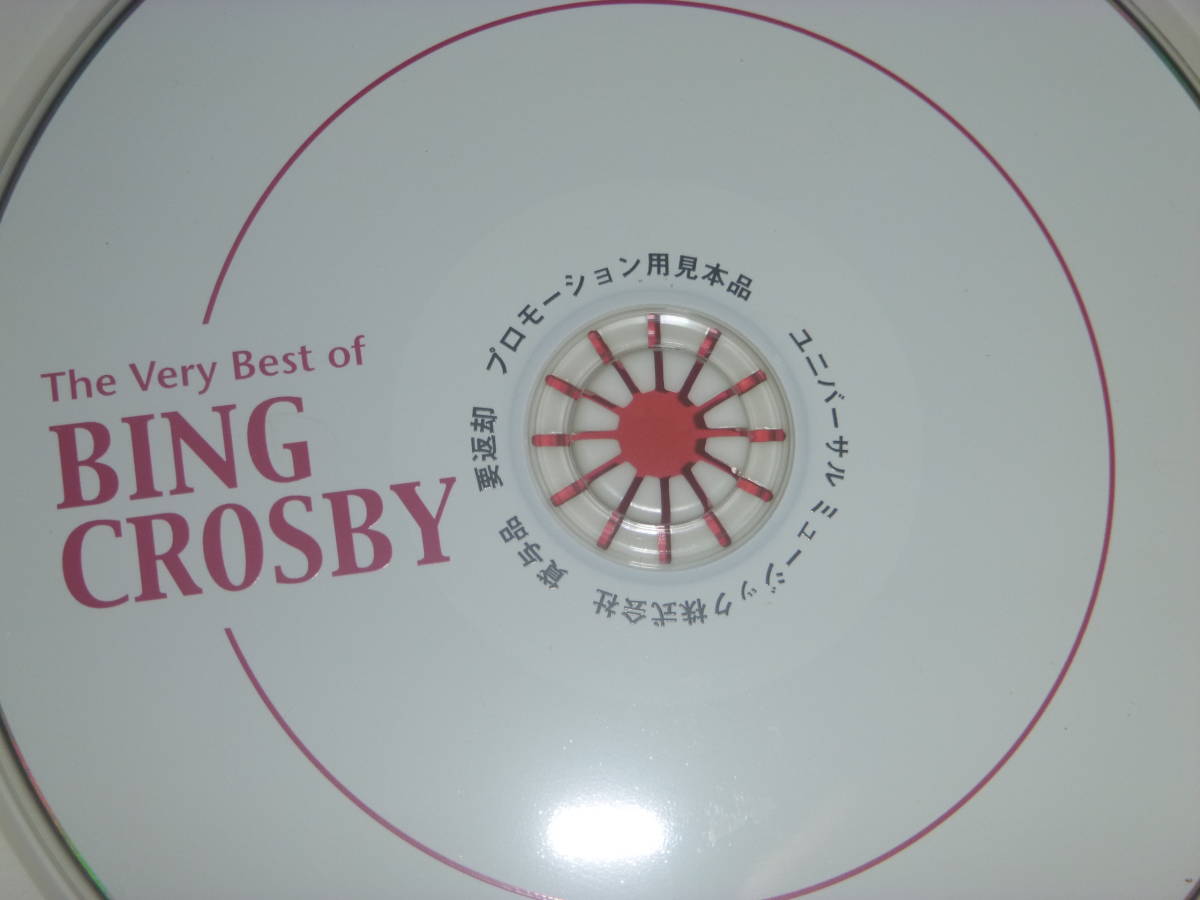 The Very Best of
BING
CROSBY
プロモーション用見本品
ユニバーサル ミュージック株式会社
貸与品 要返却